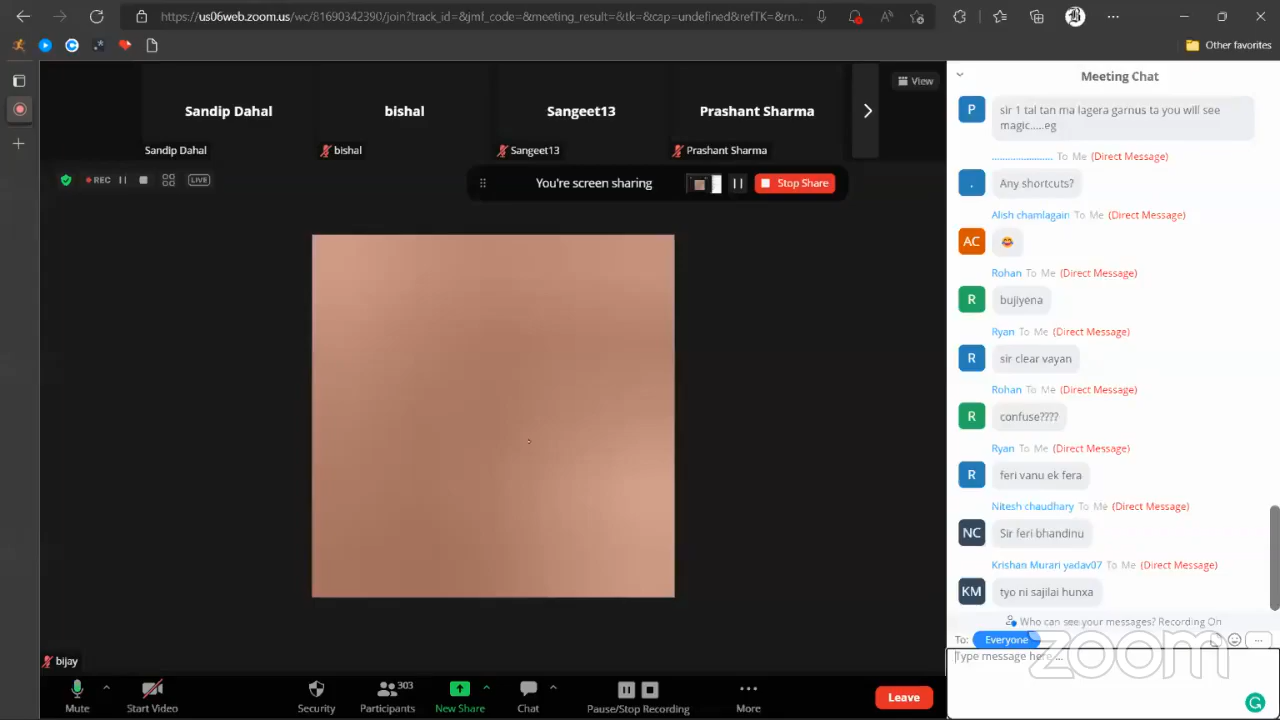 https://us06web.zoom.us/wc/81690342390/join?track_id=&jmf_code=&meeting_result=&tk=&cap=undefined&refTK=&rn...
Other favorites
Sandip Dahal
bishal
Sangeet13
Prashant Sharma
View
Sandip Dahal
bishal
Sangeet13
Prashant Sharma
REC
LIVE
You're screen sharing
Stop Share
bijay
Mute
Start Video
Security
Participants
303
New Share
Chat
Pause/Stop Recording
More
Leave
Meeting Chat
P
sir 1 tal tan ma lagera garnus ta you will see
magic.....eg
....................... To Me (Direct Message)
.
Any shortcuts?
Alish chamlagain To Me (Direct Message)
AC
Rohan To Me (Direct Message)
R
bujiyena
Ryan To Me (Direct Message)
R
sir clear vayan
Rohan To Me (Direct Message)
R
confuse????
Ryan To Me (Direct Message)
R
feri vanu ek fera
Nitesh chaudhary To Me (Direct Message)
NC
Sir feri bhandinu
Krishan Murari yadav07 To Me (Direct Message)
KM
tyo ni sajilai hunxa
Who can see your messages? Recording On
To: Everyone
Type message here ...
zoom